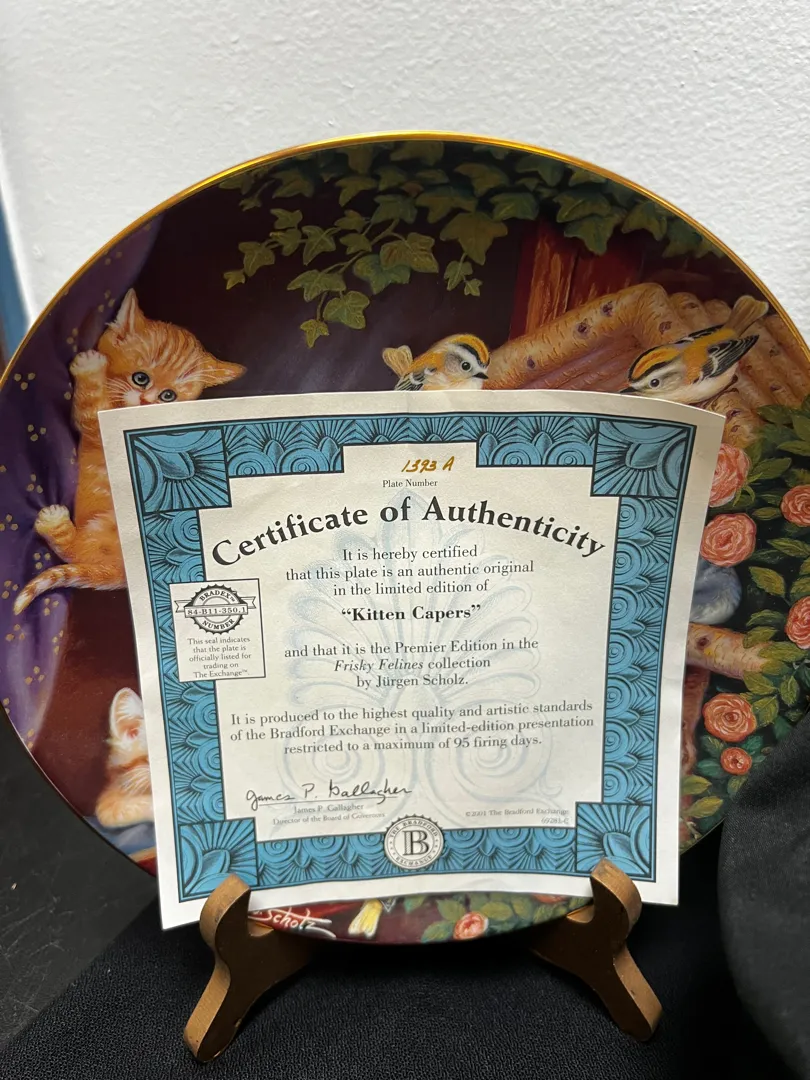 1393 A
Plate Number
Certificate of Authenticity
It is hereby certified
that this plate is an authentic original
in the limited edition of
“Kitten Capers”
and that it is the Premier Edition in the
Frisky Felines collection
by Jürgen Scholz.
It is produced to the highest quality and artistic standards
of the Bradford Exchange in a limited-edition presentation
restricted to a maximum of 95 firing days.
BRADEX™
84-B11-350.1
NUMBER
This seal indicates
that the plate is
officially listed for
trading on
The Exchange™.
James P. Gallagher
James P. Gallagher
Director of the Board of Governors
THE BRADFORD
B
EXCHANGE
©2001 The Bradford Exchange
69281-C
Scholz